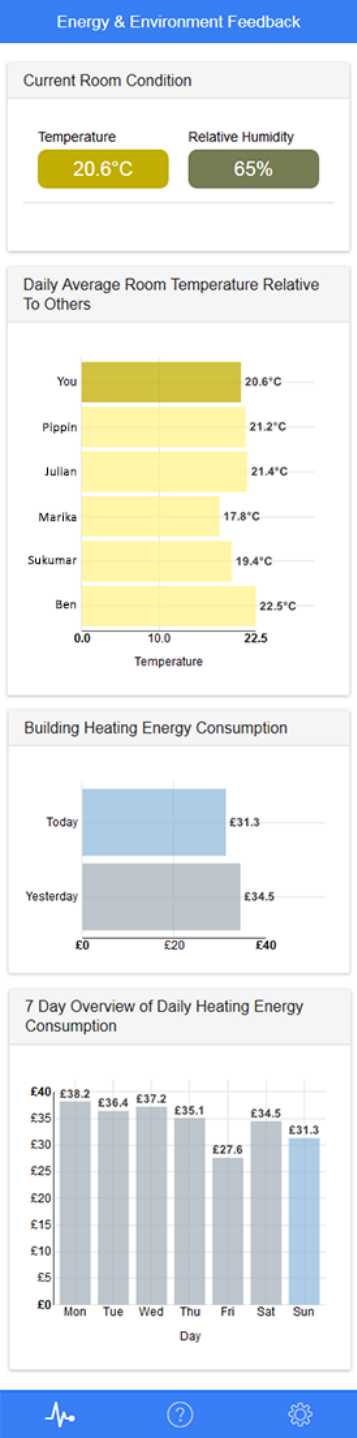 Energy & Environment Feedback
Current Room Condition
Temperature Relative Humidity
20.6°C 65%
Daily Average Room Temperature Relative
To Others
You 20.6°C
Pippin 21.2°C
Julian 21.4°C
Marika 17.8°C
Sukumar 19.4°C
Ben 22.5°C
0.0 10.0 22.5
Temperature
Building Heating Energy Consumption
Today £31.3
Yesterday £34.5
£0 £20 £40
7 Day Overview of Daily Heating Energy
Consumption
£40 £38.2 £36.4 £37.2 £35.1 £27.6 £34.5 £31.3
£35
£30
£25
£20
£15
£10
£5
£0
Mon Tue Wed Thu Fri Sat Sun
Day
?